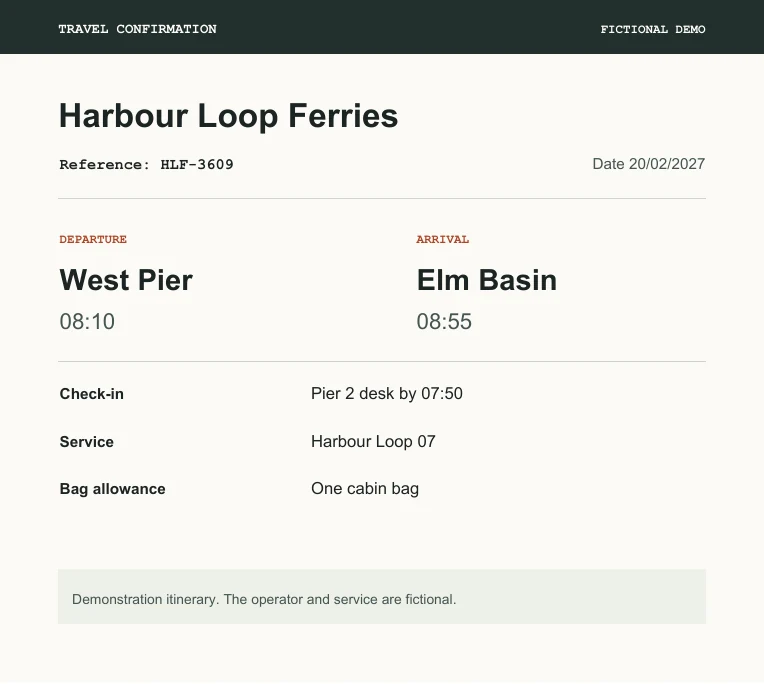 TRAVEL CONFIRMATION FICTIONAL DEMO
Harbour Loop Ferries
Reference: HLF-3609 Date 20/02/2027
DEPARTURE ARRIVAL
West Pier Elm Basin
08:10 08:55
Check-in Pier 2 desk by 07:50
Service Harbour Loop 07
Bag allowance One cabin bag
Demonstration itinerary. The operator and service are fictional.